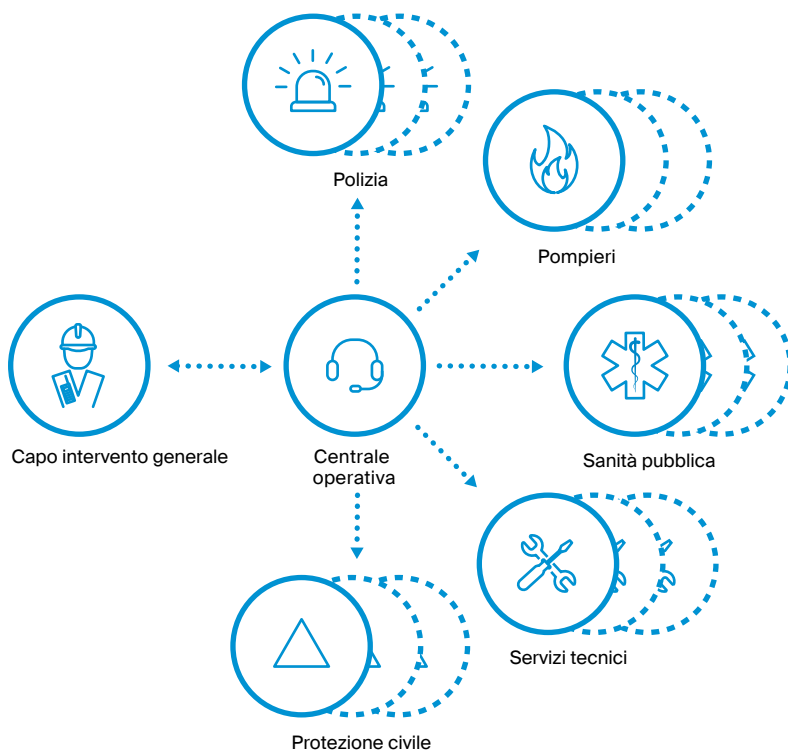 Polizia
Pompieri
Capo intervento generale
Centrale
operativa
Sanità pubblica
Servizi tecnici
Protezione civile